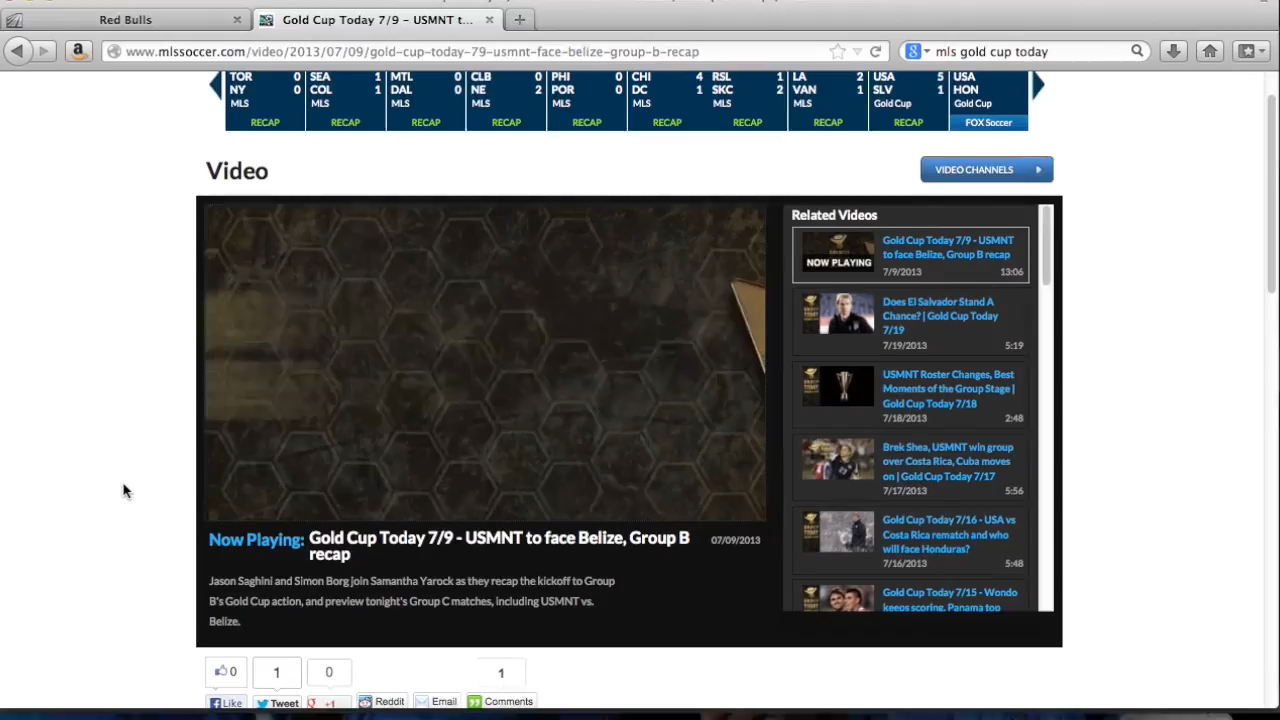 Red Bulls
Gold Cup Today 7/9 – USMNT t...
www.mlssoccer.com/video/2013/07/09/gold-cup-today-79-usmnt-face-belize-group-b-recap
mls gold cup today
TOR 0 SEA 1 MTL 0 CLB 0 PHI 0 CHI 4 RSL 1 LA 2 USA 5 USA
NY 0 COL 1 DAL 0 NE 2 POR 0 DC 1 SKC 2 VAN 1 SLV 1 HON
MLS MLS MLS MLS MLS MLS MLS MLS Gold Cup Gold Cup
RECAP RECAP RECAP RECAP RECAP RECAP RECAP RECAP RECAP FOX Soccer
Video
VIDEO CHANNELS
Related Videos
NOW PLAYING
Gold Cup Today 7/9 - USMNT
to face Belize, Group B recap
7/9/2013 13:06
Does El Salvador Stand A
Chance? | Gold Cup Today
7/19
7/19/2013 5:19
USMNT Roster Changes, Best
Moments of the Group Stage |
Gold Cup Today 7/18
7/18/2013 2:48
Brek Shea, USMNT win group
over Costa Rica, Cuba moves
on | Gold Cup Today 7/17
7/17/2013 5:56
Gold Cup Today 7/16 - USA vs
Costa Rica rematch and who
will face Honduras?
7/16/2013 5:48
Gold Cup Today 7/15 - Wondo
keeps scoring, Panama top
Now Playing: Gold Cup Today 7/9 - USMNT to face Belize, Group B
recap
07/09/2013
Jason Saghini and Simon Borg join Samantha Yarock as they recap the kickoff to Group
B's Gold Cup action, and preview tonight's Group C matches, including USMNT vs.
Belize.
0 1 0 1
Like Tweet +1 Reddit Email Comments